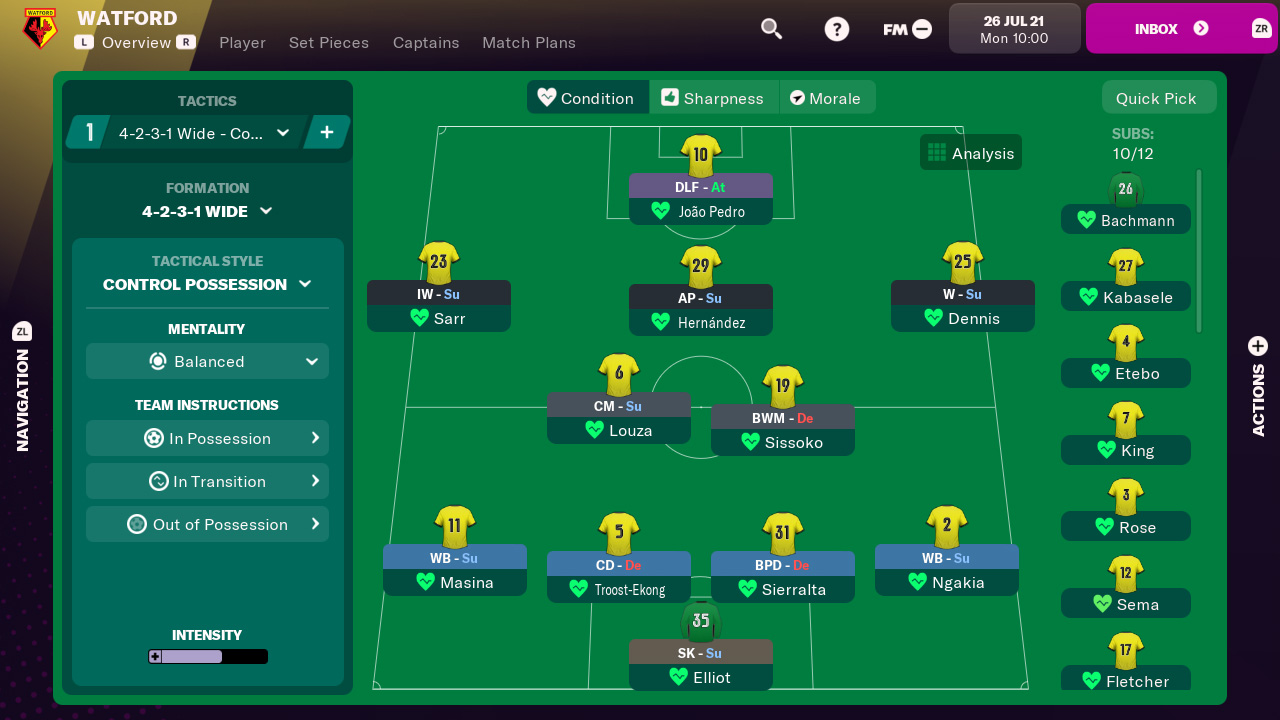 WATFORD
L Overview R Player Set Pieces Captains Match Plans
? FM
26 JUL 21
Mon 10:00
INBOX
ZR
TACTICS
1 4-2-3-1 Wide - Co...
FORMATION
4-2-3-1 WIDE
TACTICAL STYLE
CONTROL POSSESSION
MENTALITY
Balanced
TEAM INSTRUCTIONS
In Possession
In Transition
Out of Possession
INTENSITY
ZL
NAVIGATION
Condition Sharpness Morale
Quick Pick
Analysis
10
DLF - At
João Pedro
23
IW - Su
Sarr
29
AP - Su
Hernández
25
W - Su
Dennis
6
CM - Su
Louza
19
BWM - De
Sissoko
11
WB - Su
Masina
5
CD - De
Troost-Ekong
31
BPD - De
Sierralta
2
WB - Su
Ngakia
35
SK - Su
Elliot
SUBS:
10/12
26
Bachmann
27
Kabasele
4
Etebo
7
King
3
Rose
12
Sema
17
Fletcher
ACTIONS